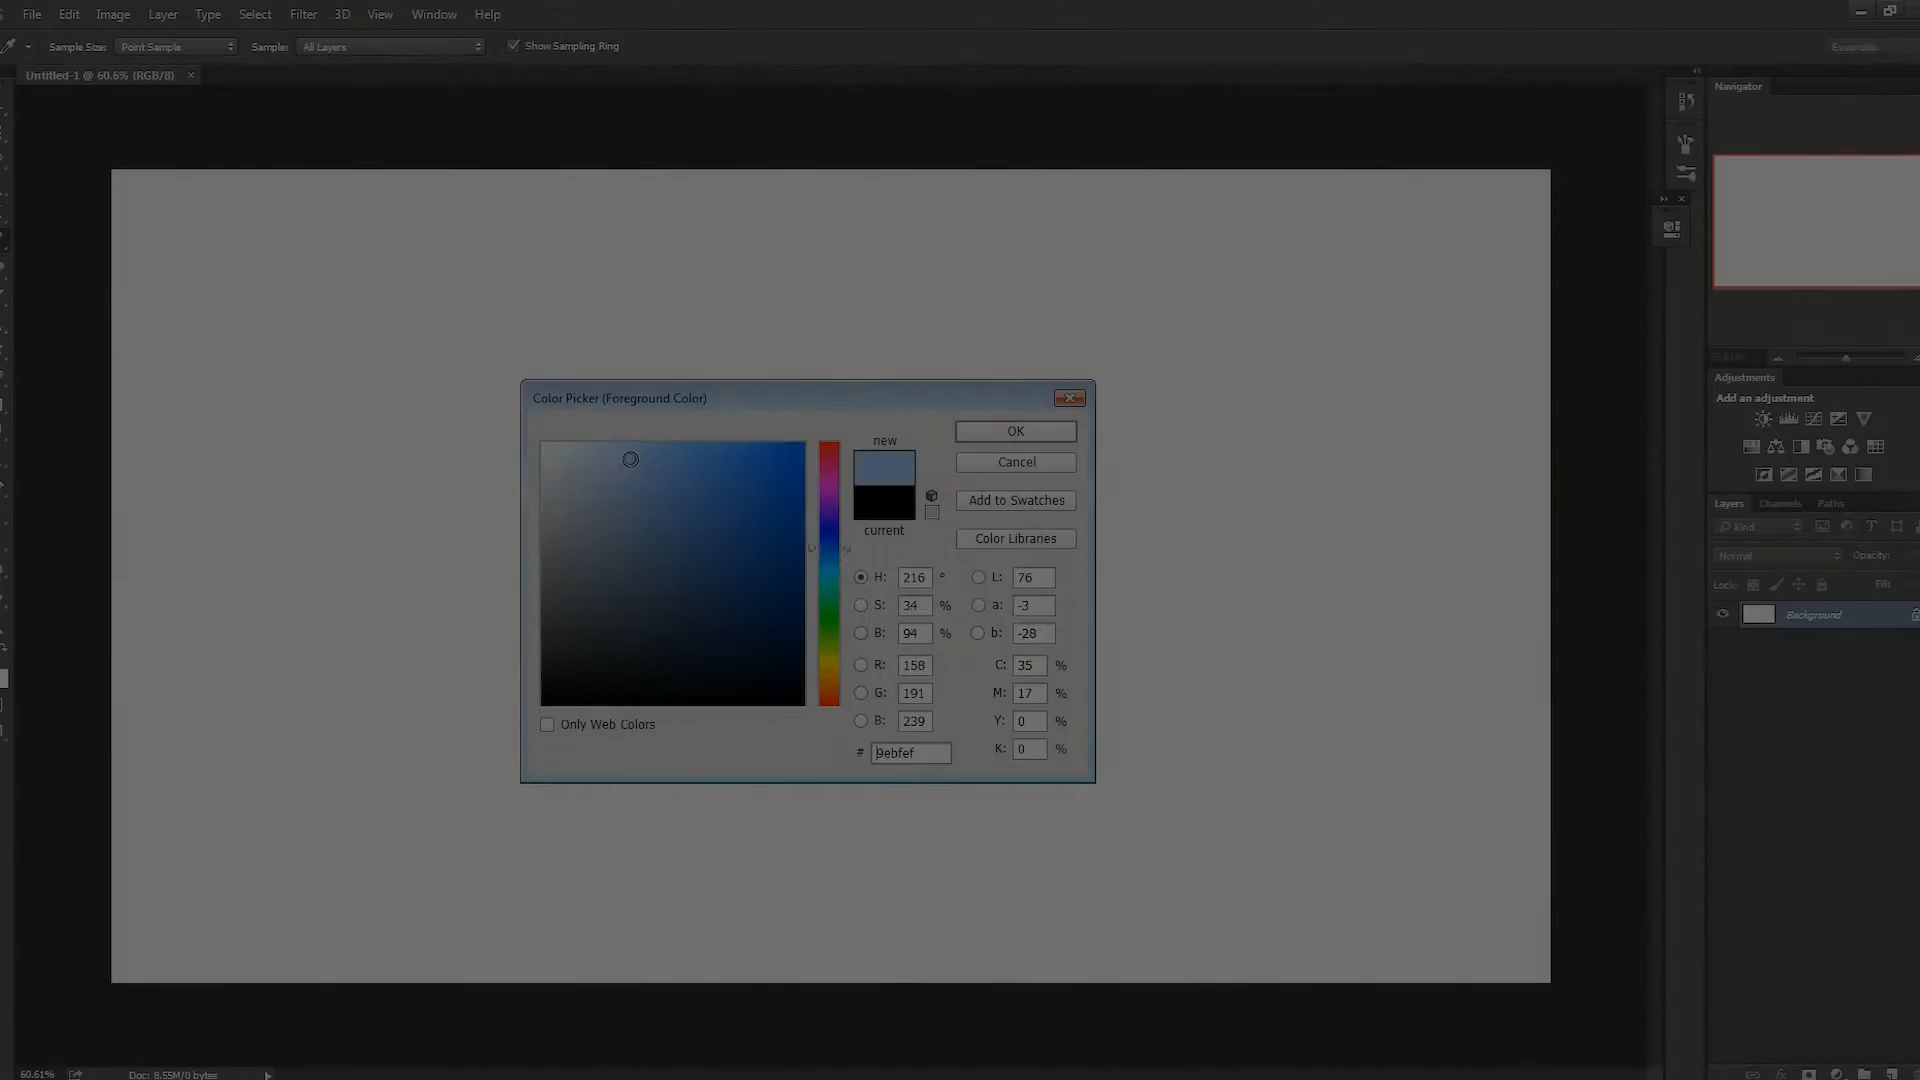 File Edit Image Layer Type Select Filter 3D View Window Help
Sample Size: Point Sample Sample: All Layers Show Sampling Ring Essentials
Untitled-1 @ 60.6% (RGB/8) ×
Navigator
Color Picker (Foreground Color)
new
current
OK
Cancel
Add to Swatches
Color Libraries
H: 216 °
S: 34 %
B: 94 %
R: 158
G: 191
B: 239
# 9ebfef
L: 76
a: -3
b: -28
C: 35 %
M: 17 %
Y: 0 %
K: 0 %
Only Web Colors
Adjustments
Add an adjustment
Layers Channels Paths
Kind
Normal Opacity:
Lock: Fill:
Background
60.61% Doc: 8.55M/0 bytes